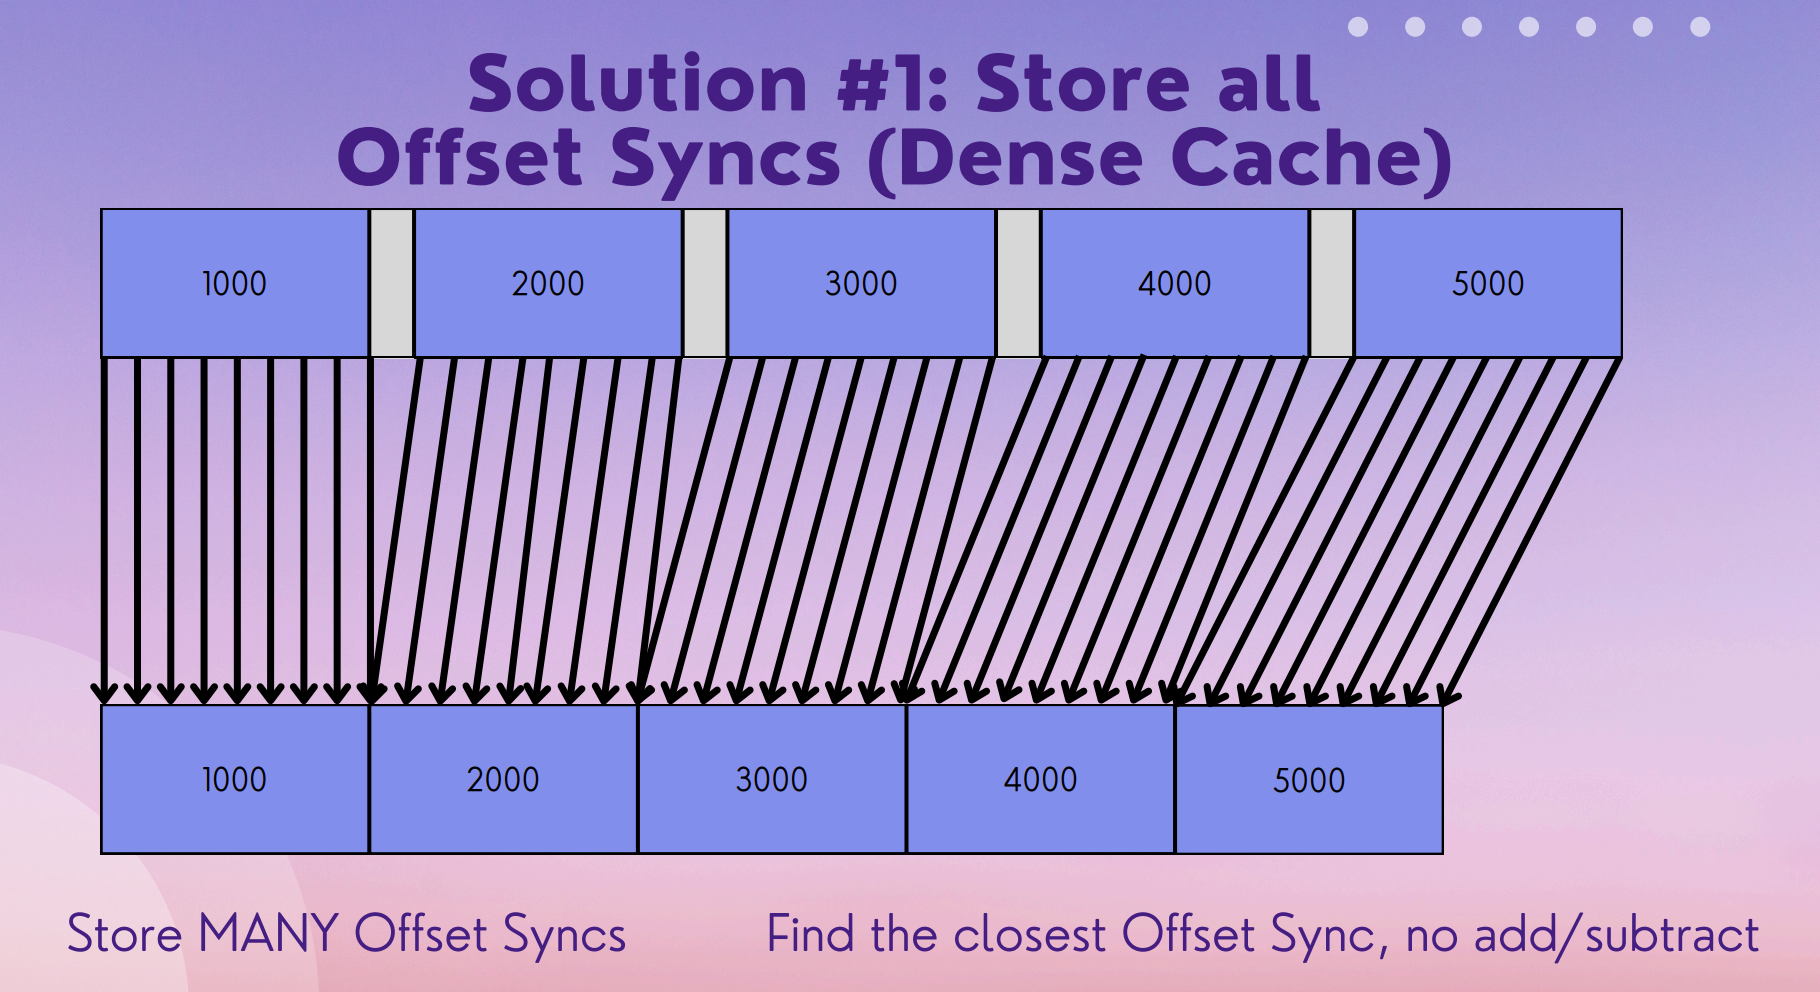 Solution #1: Store all
Offset Syncs (Dense Cache)
1000 2000 3000 4000 5000
1000 2000 3000 4000 5000
Store MANY Offset Syncs
Find the closest Offset Sync, no add/subtract